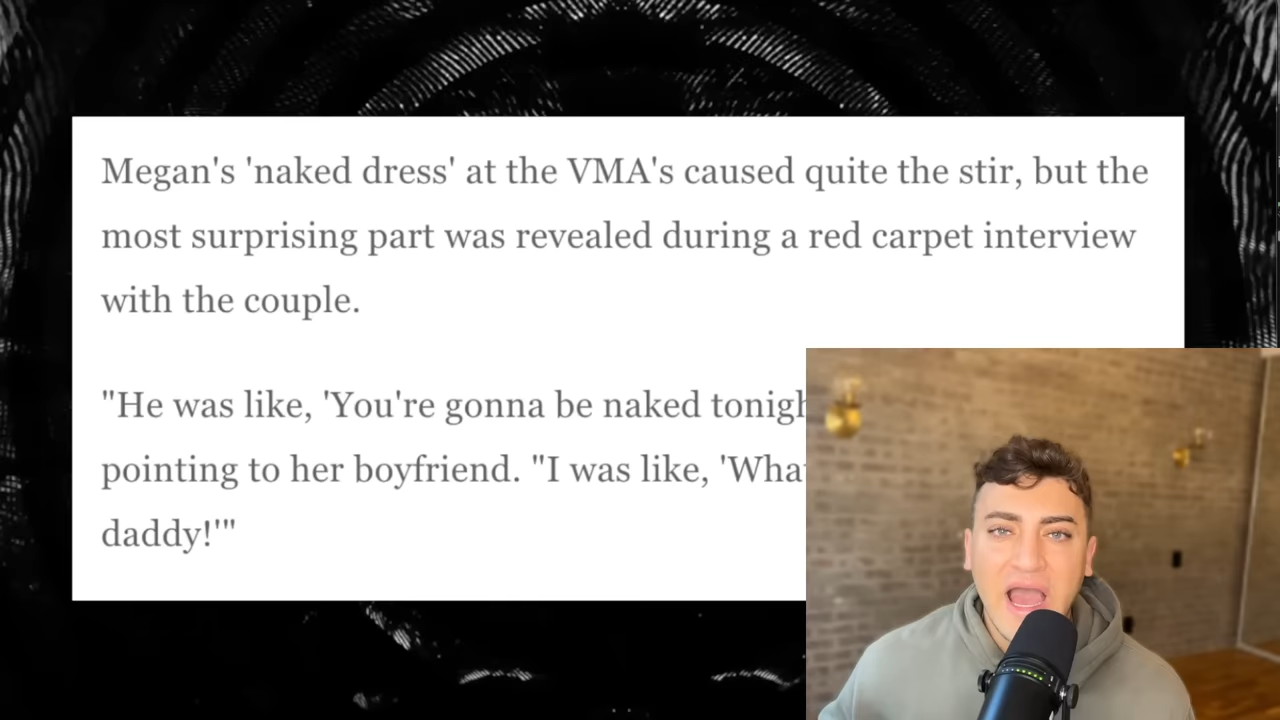 Megan's 'naked dress' at the VMA's caused quite the stir, but the
most surprising part was revealed during a red carpet interview
with the couple.
"He was like, 'You're gonna be naked
pointing to her boyfriend. "I was like,
daddy!'"